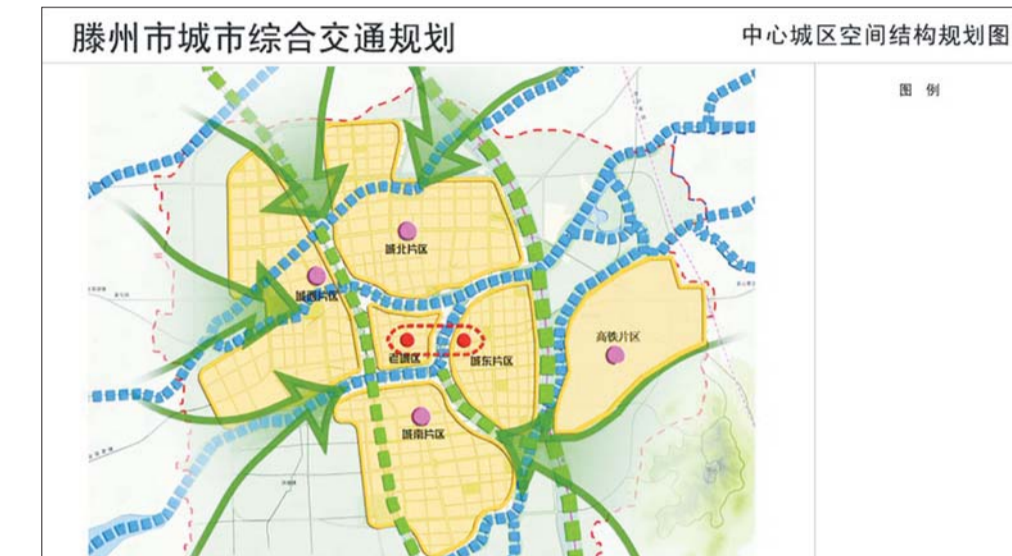 滕州市城市综合交通规划
中心城区空间结构规划图
图 例
城北片区
城西片区
高铁片区
老城区
城东片区
城南片区